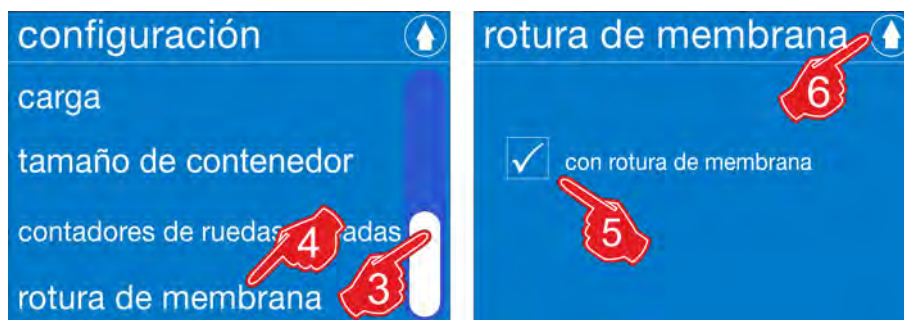 configuración
carga
tamaño de contenedor
contadores de ruedas adas
rotura de membrana
4
3
rotura de membrana
6
con rotura de membrana
5